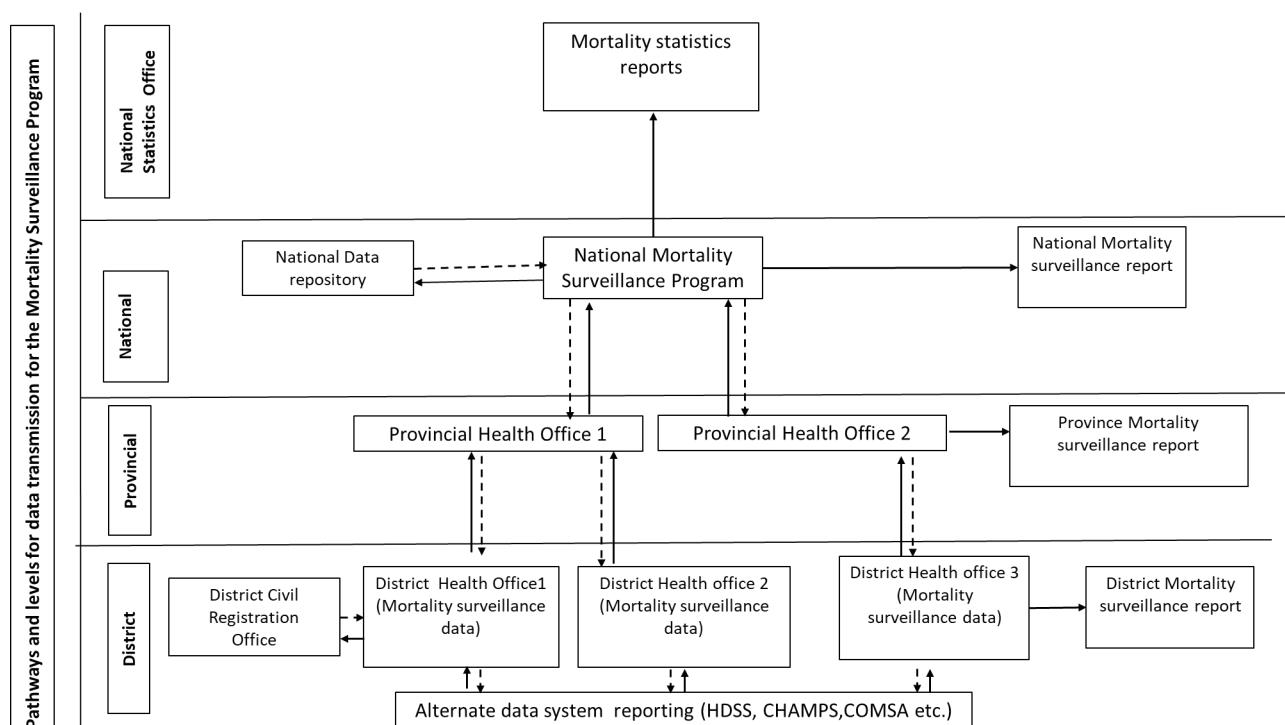 Pathways and levels for data transmission for the Mortality Surveillance Program
National
Statistics Office
Mortality statistics
reports
National
National Data
repository
National Mortality
Surveillance Program
National Mortality
surveillance report
Provincial
Provincial Health Office 1
Provincial Health Office 2
Province Mortality
surveillance report
District
District Civil
Registration
Office
District Health Office1
(Mortality surveillance
data)
District Health office 2
(Mortality surveillance
data)
District Health office 3
(Mortality
surveillance data)
District Mortality
surveillance report
Alternate data system reporting (HDSS, CHAMPS,COMSA etc.)